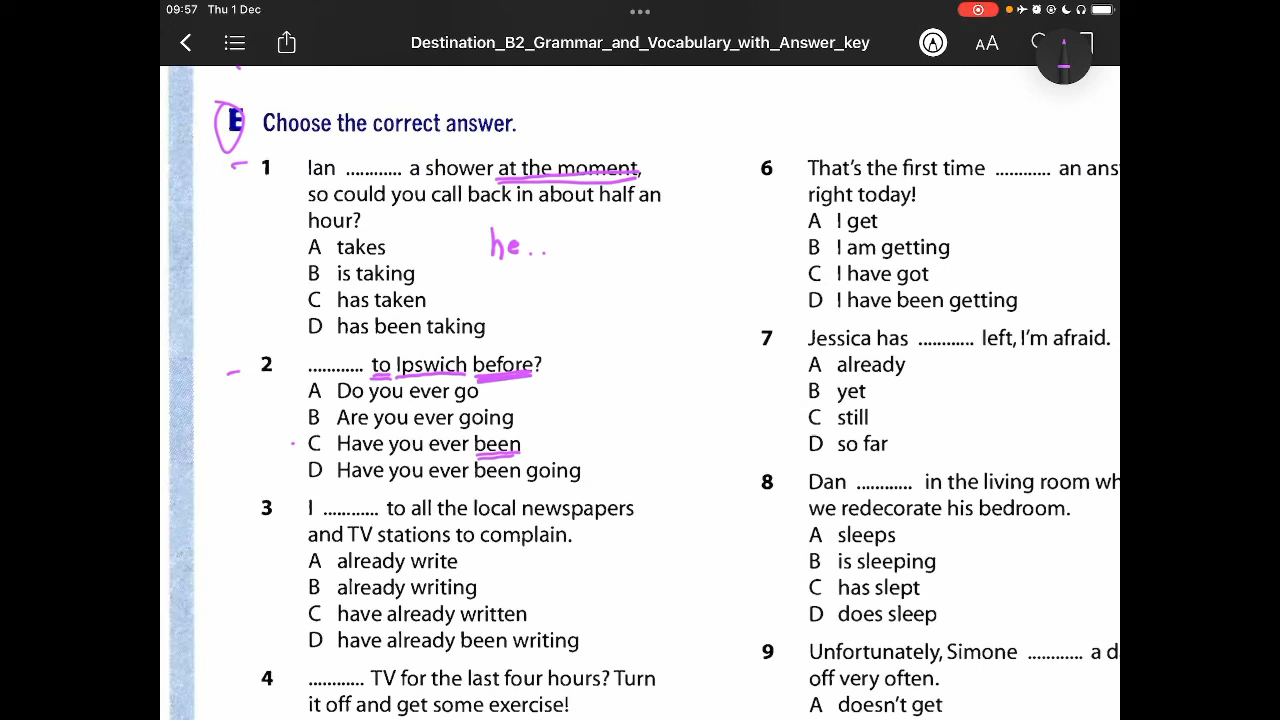 09:57 Thu 1 Dec
Destination_B2_Grammar_and_Vocabulary_with_Answer_key
AA
E Choose the correct answer.
1 Ian ............ a shower at the moment,
so could you call back in about half an
hour?
A takes
B is taking
C has taken
D has been taking
he . .
2 ............ to Ipswich before?
A Do you ever go
B Are you ever going
C Have you ever been
D Have you ever been going
3 I ............ to all the local newspapers
and TV stations to complain.
A already write
B already writing
C have already written
D have already been writing
4 ............ TV for the last four hours? Turn
it off and get some exercise!
6 That's the first time ............ an ans
right today!
A I get
B I am getting
C I have got
D I have been getting
7 Jessica has ............ left, I'm afraid.
A already
B yet
C still
D so far
8 Dan ............ in the living room wh
we redecorate his bedroom.
A sleeps
B is sleeping
C has slept
D does sleep
9 Unfortunately, Simone ............ a d
off very often.
A doesn't get